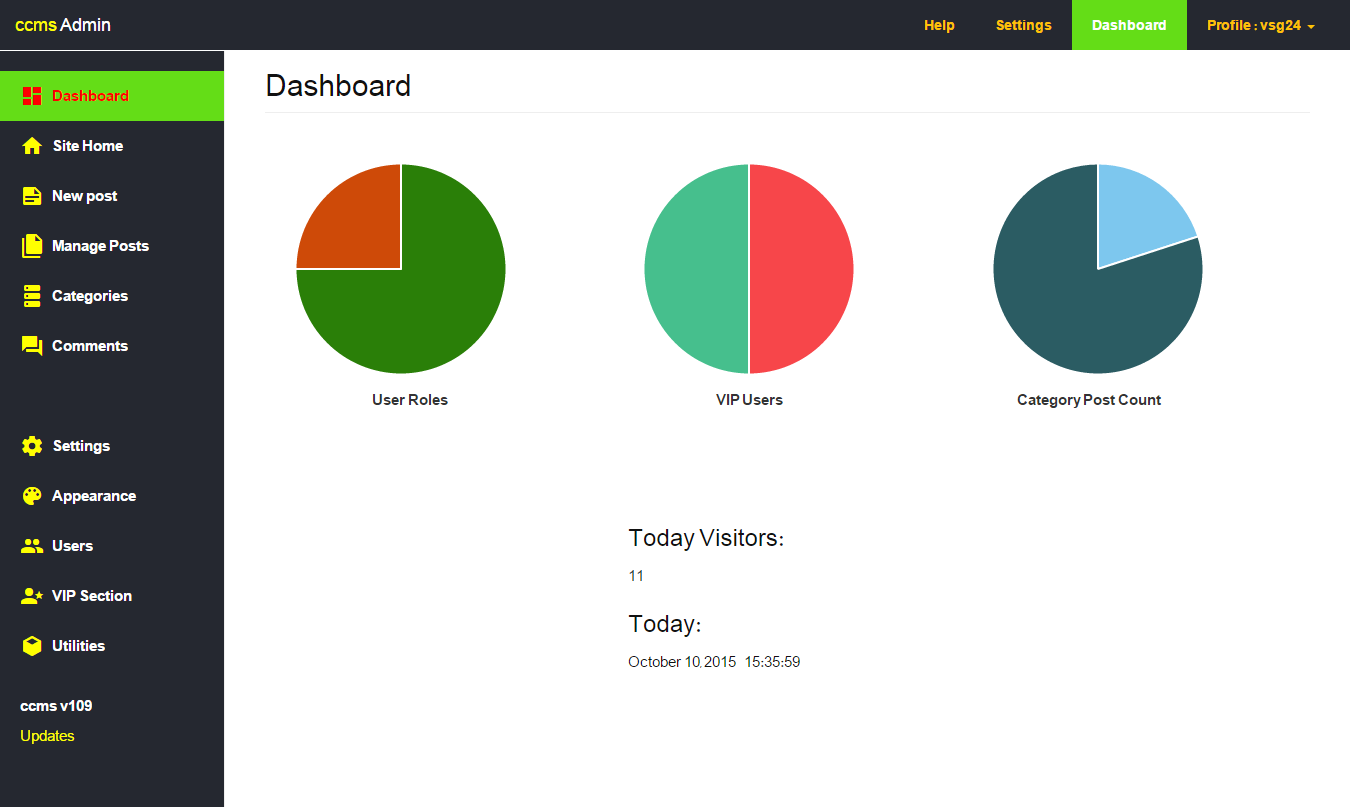 ccms Admin
Help
Settings
Dashboard
Profile : vsg24
Dashboard
Site Home
New post
Manage Posts
Categories
Comments
Settings
Appearance
Users
VIP Section
Utilities
ccms v109
Updates
Dashboard
User Roles
VIP Users
Category Post Count
Today Visitors:
11
Today:
October 10, 2015 15:35:59